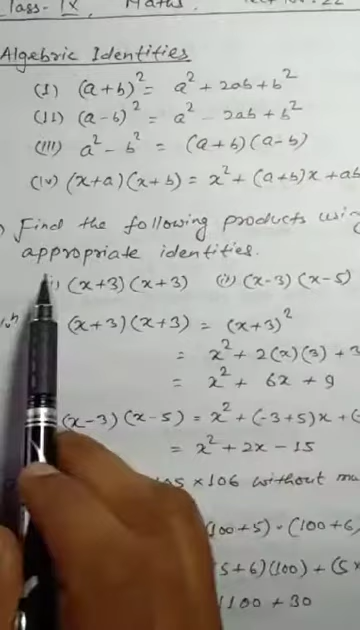 Class- IX, Maths
Algebric Identities
(i) (a+b)² = a² + 2ab + b²
(ii) (a-b)² = a² - 2ab + b²
(iii) a² - b² = (a+b)(a-b)
(iv) (x+a)(x+b) = x² + (a+b)x + ab
Find the following products
appropriate identities.
(x+3)(x+3) (ii) (x-3)(x-5)
(x+3)(x+3) = (x+3)²
= x² + 2(x)(3) + 3
= x² + 6x + 9
(x-3)(x-5) = x² + (-3+5)x + (-
= x² + 2x - 15
× 106 without
(100+5) · (100+6)
(5+6)(100) + (5×
1100 + 30